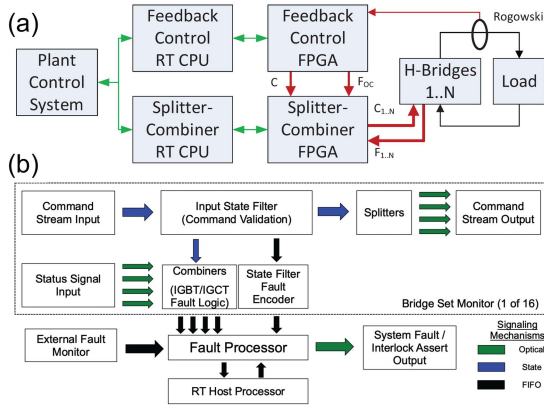 (a)
Plant
Control
System
Feedback
Control
RT CPU
Feedback
Control
FPGA
Rogowski
H-Bridges
1..N
Load
C
F_OC
Splitter-
Combiner
RT CPU
Splitter-
Combiner
FPGA
C_1..N
F_1..N
(b)
Command
Stream Input
Input State Filter
(Command Validation)
Splitters
Command
Stream Output
Status Signal
Input
Combiners
(IGBT/IGCT
Fault Logic)
State Filter
Fault
Encoder
Bridge Set Monitor (1 of 16)
External Fault
Monitor
Fault Processor
System Fault /
Interlock Assert
Output
Signaling
Mechanisms
Optical
State
FIFO
RT Host Processor